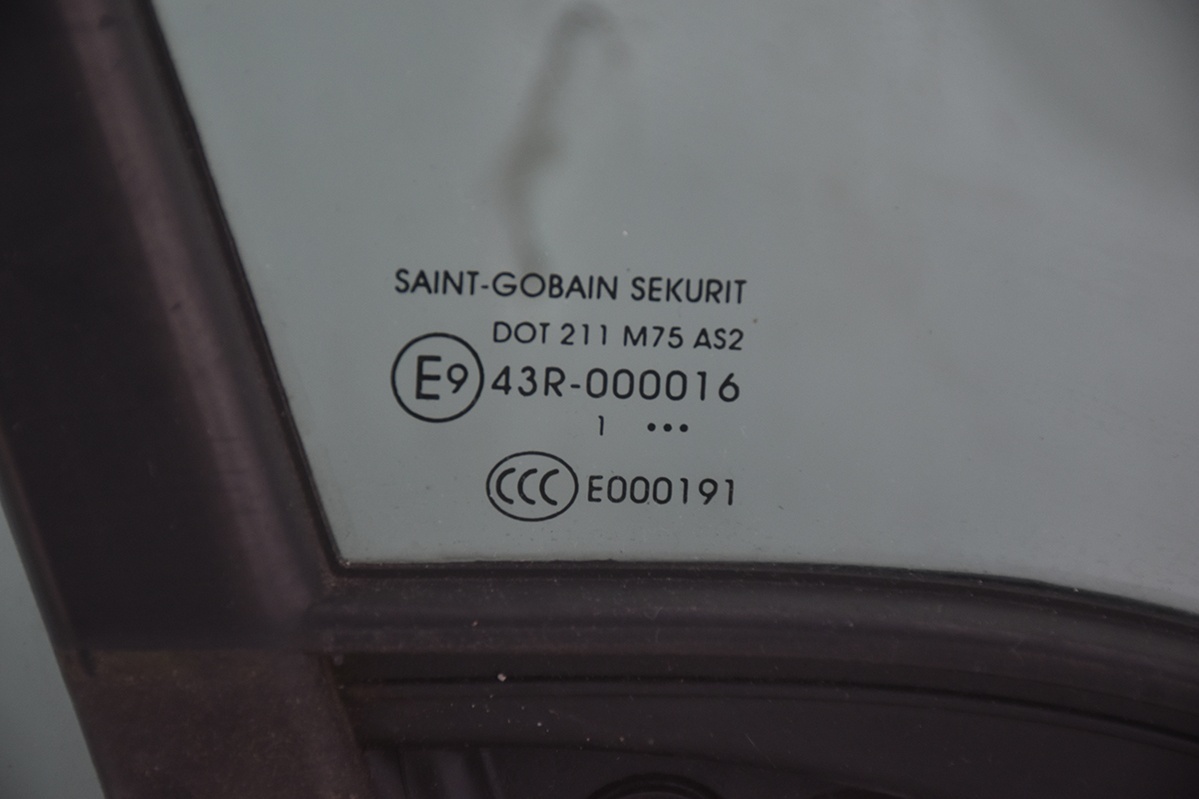 SAINT-GOBAIN SEKURIT
DOT 211 M75 AS2
E9 43R-000016
1 •••
CCC E000191